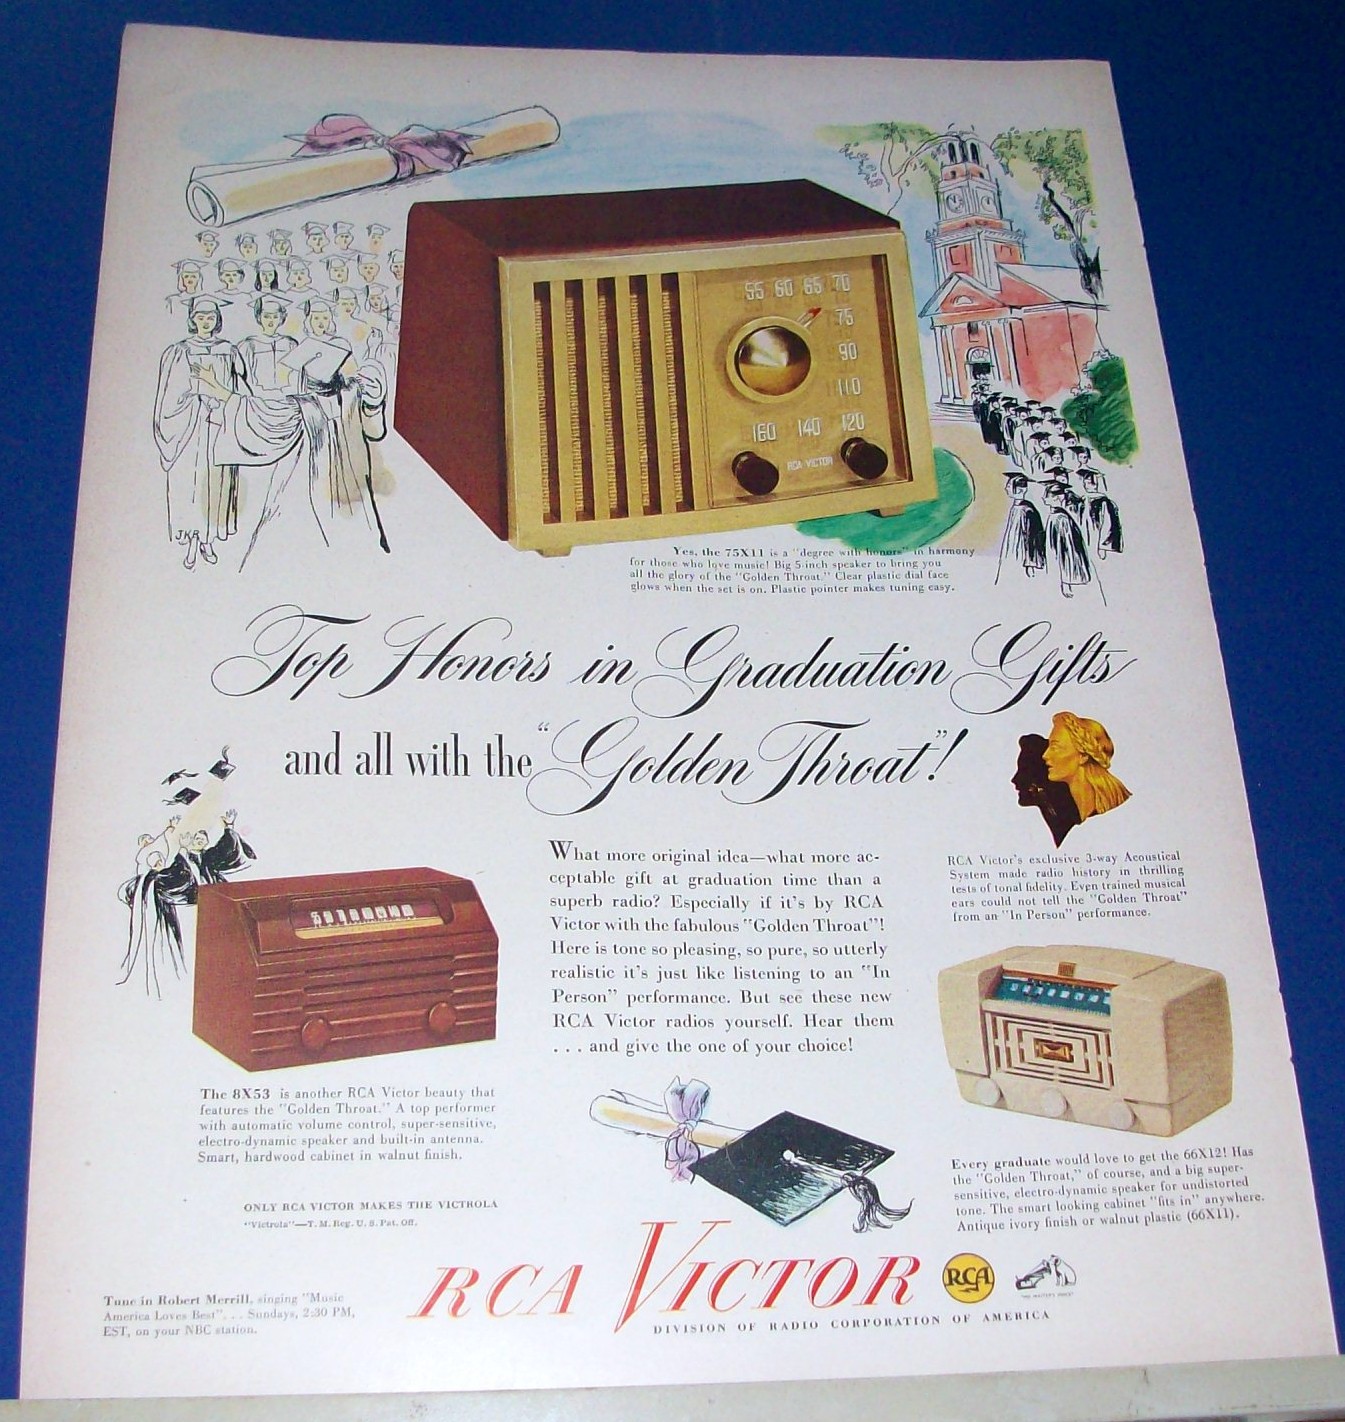 55 60 65 70
75
90
110
160 140 120
RCA VICTOR
JKR
Yes, the 75X11 is a "degree with honors" in harmony
for those who love music! Big 5 inch speaker to bring you
all the glory of the "Golden Throat." Clear plastic dial face
glows when the set is on. Plastic pointer makes tuning easy.
Top Honors in Graduation Gifts
and all with the "Golden Throat"!
What more original idea—what more ac-
ceptable gift at graduation time than a
superb radio? Especially if it's by RCA
Victor with the fabulous "Golden Throat"!
Here is tone so pleasing, so pure, so utterly
realistic it's just like listening to an "In
Person" performance. But see these new
RCA Victor radios yourself. Hear them
. . . and give the one of your choice!
RCA Victor's exclusive 3-way Acoustical
System made radio history in thrilling
tests of tonal fidelity. Even trained musical
ears could not tell the "Golden Throat"
from an "In Person" performance.
The 8X53 is another RCA Victor beauty that
features the "Golden Throat." A top performer
with automatic volume control, super-sensitive,
electro-dynamic speaker and built-in antenna.
Smart, hardwood cabinet in walnut finish.
Every graduate would love to get the 66X12! Has
the "Golden Throat," of course, and a big super-
sensitive, electro-dynamic speaker for undistorted
tone. The smart looking cabinet "fits in" anywhere.
Antique ivory finish or walnut plastic (66X11).
ONLY RCA VICTOR MAKES THE VICTROLA
"Victrola"—T. M. Reg. U. S. Pat. Off.
Tune in Robert Merrill, singing "Music
America Loves Best", . . Sundays, 2:30 PM,
EST, on your NBC station.
RCA VICTOR
RCA
"HIS MASTER'S VOICE"
DIVISION OF RADIO CORPORATION OF AMERICA